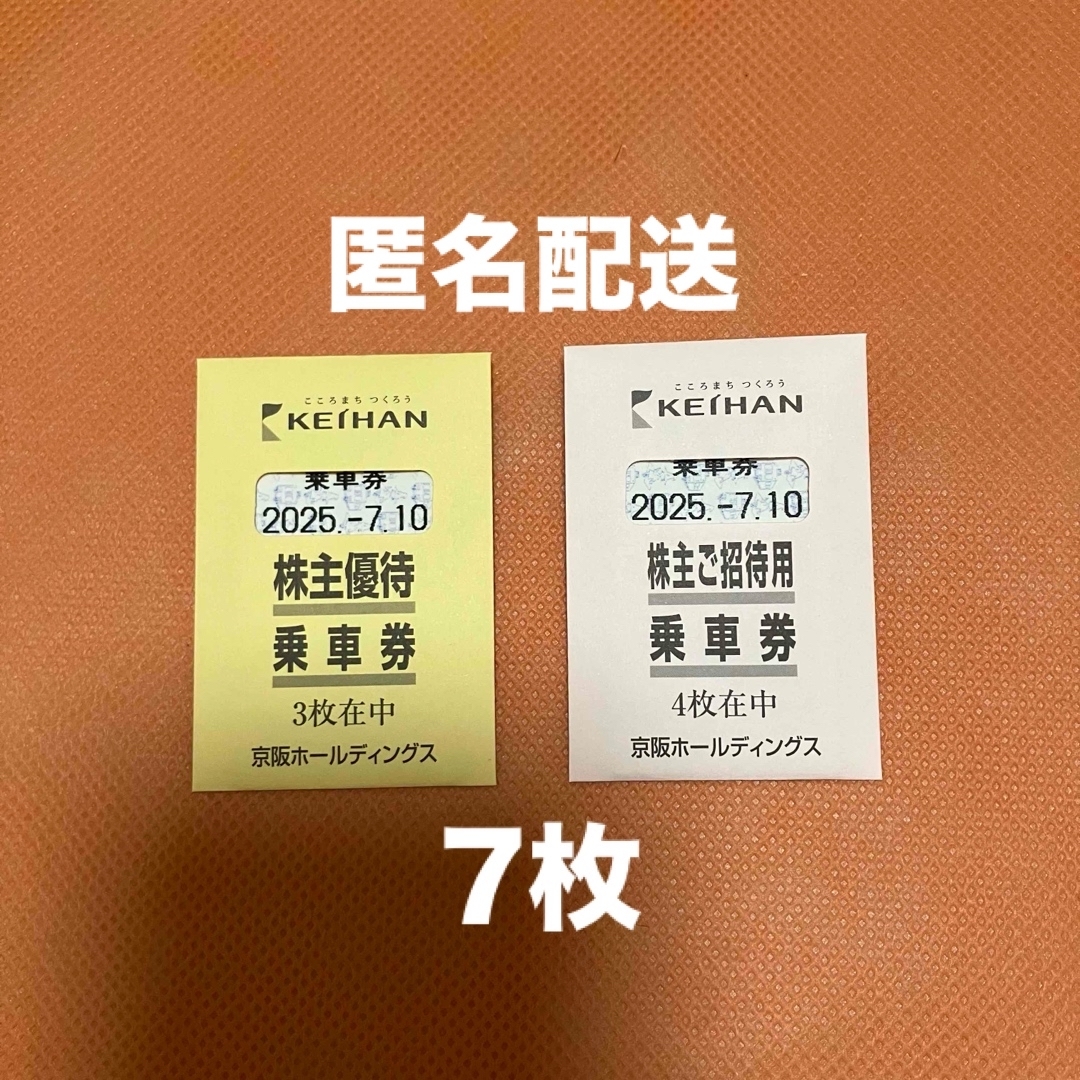 匿名配送
こころまち つくろう
KEIHAN
乗車券
2025.-7.10
株主優待
乗車券
3枚在中
京阪ホールディングス
こころまち つくろう
KEIHAN
乗車券
2025.-7.10
株主ご招待用
乗車券
4枚在中
京阪ホールディングス
7枚